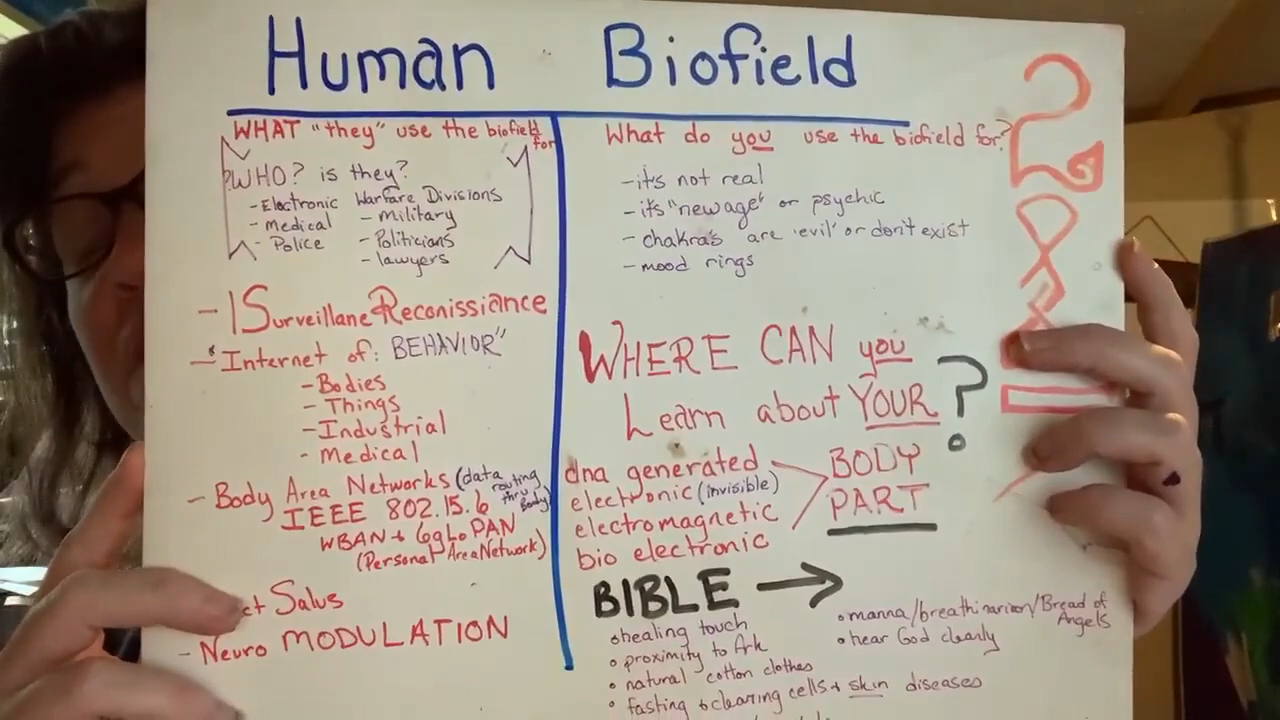 Human Biofield
WHAT "they" use the biofield for
WHO? is they?
- Electronic Warfare Divisions
- medical - military
- Police - Politicians
- lawyers
- ISurveillane Reconissiance
- "Internet of: BEHAVIOR"
- Bodies
- Things
- Industrial
- Medical
- Body Area Networks (data routing thru Body)
IEEE 802.15.6
WBAN + 6gLoPAN
(Personal Area Network)
Salus
- Neuro MODULATION
What do you use the biofield for?
- it's not real
- it's "new age" or psychic
- chakra's are 'evil' or don't exist
- mood rings
WHERE CAN you
Learn about YOUR ?
dna generated
electronic (invisible)
electromagnetic
bio electronic
BODY
PART
BIBLE →
• healing touch
• proximity to Ark
• natural cotton clothes
• fasting & clearing cells + skin diseases
• manna/ /Bread of Angels
• hear God clearly